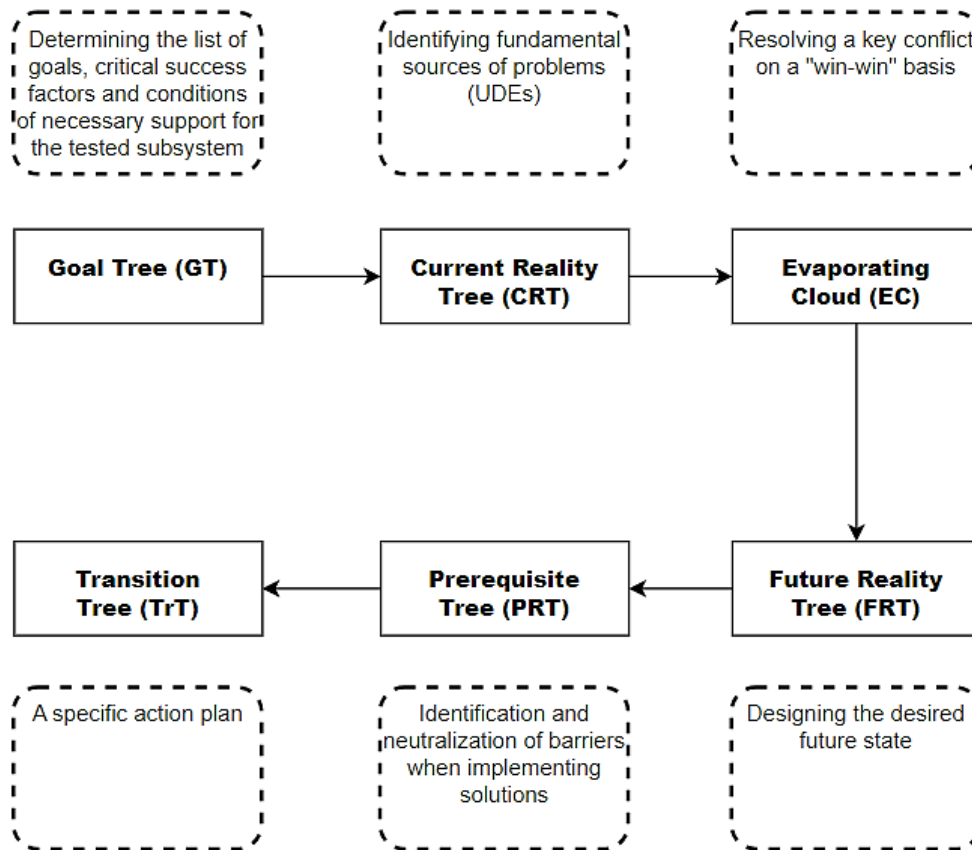 Determining the list of
goals, critical success
factors and conditions
of necessary support for
the tested subsystem
Identifying fundamental
sources of problems
(UDEs)
Resolving a key conflict
on a "win-win" basis
Goal Tree (GT)
Current Reality
Tree (CRT)
Evaporating
Cloud (EC)
Transition
Tree (TrT)
Prerequisite
Tree (PRT)
Future Reality
Tree (FRT)
A specific action plan
Identification and
neutralization of barriers
when implementing
solutions
Designing the desired
future state